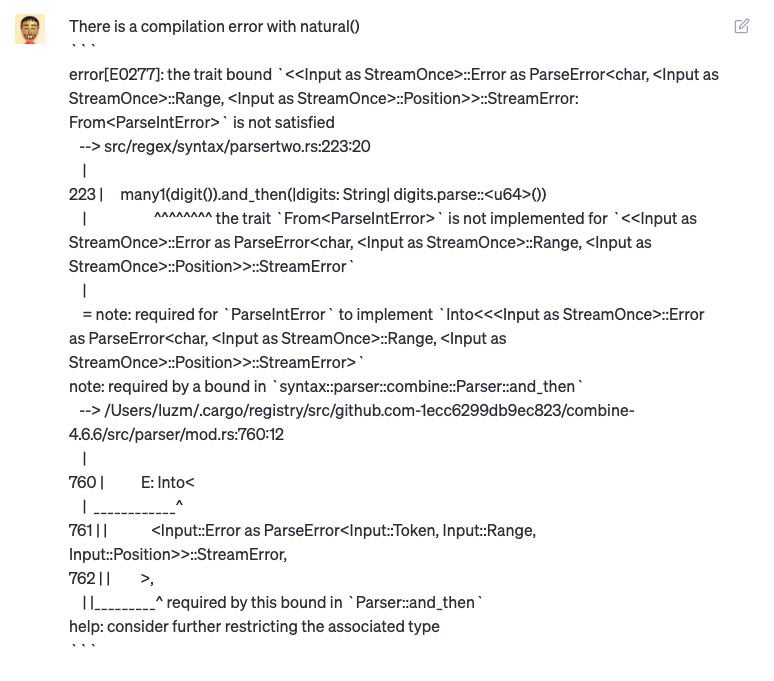 There is a compilation error with natural()
```
error[E0277]: the trait bound `<<Input as StreamOnce>::Error as ParseError<char, <Input as
StreamOnce>::Range, <Input as StreamOnce>::Position>>::StreamError:
From<ParseIntError>` is not satisfied
--> src/regex/syntax/parsertwo.rs:223:20
|
223 | many1(digit()).and_then(|digits: String| digits.parse::<u64>())
| ^^^^^^^^ the trait `From<ParseIntError>` is not implemented for `<<Input as
StreamOnce>::Error as ParseError<char, <Input as StreamOnce>::Range, <Input as
StreamOnce>::Position>>::StreamError`
|
= note: required for `ParseIntError` to implement `Into<<<Input as StreamOnce>::Error
as ParseError<char, <Input as StreamOnce>::Range, <Input as
StreamOnce>::Position>>::StreamError>`
note: required by a bound in `syntax::parser::combine::Parser::and_then`
--> /Users/luzm/.cargo/registry/src/github.com-1ecc6299db9ec823/combine-
4.6.6/src/parser/mod.rs:760:12
|
760 | E: Into<
| ____________^
761 | | <Input::Error as ParseError<Input::Token, Input::Range,
Input::Position>>::StreamError,
762 | | >,
| |_________^ required by this bound in `Parser::and_then`
help: consider further restricting the associated type
```